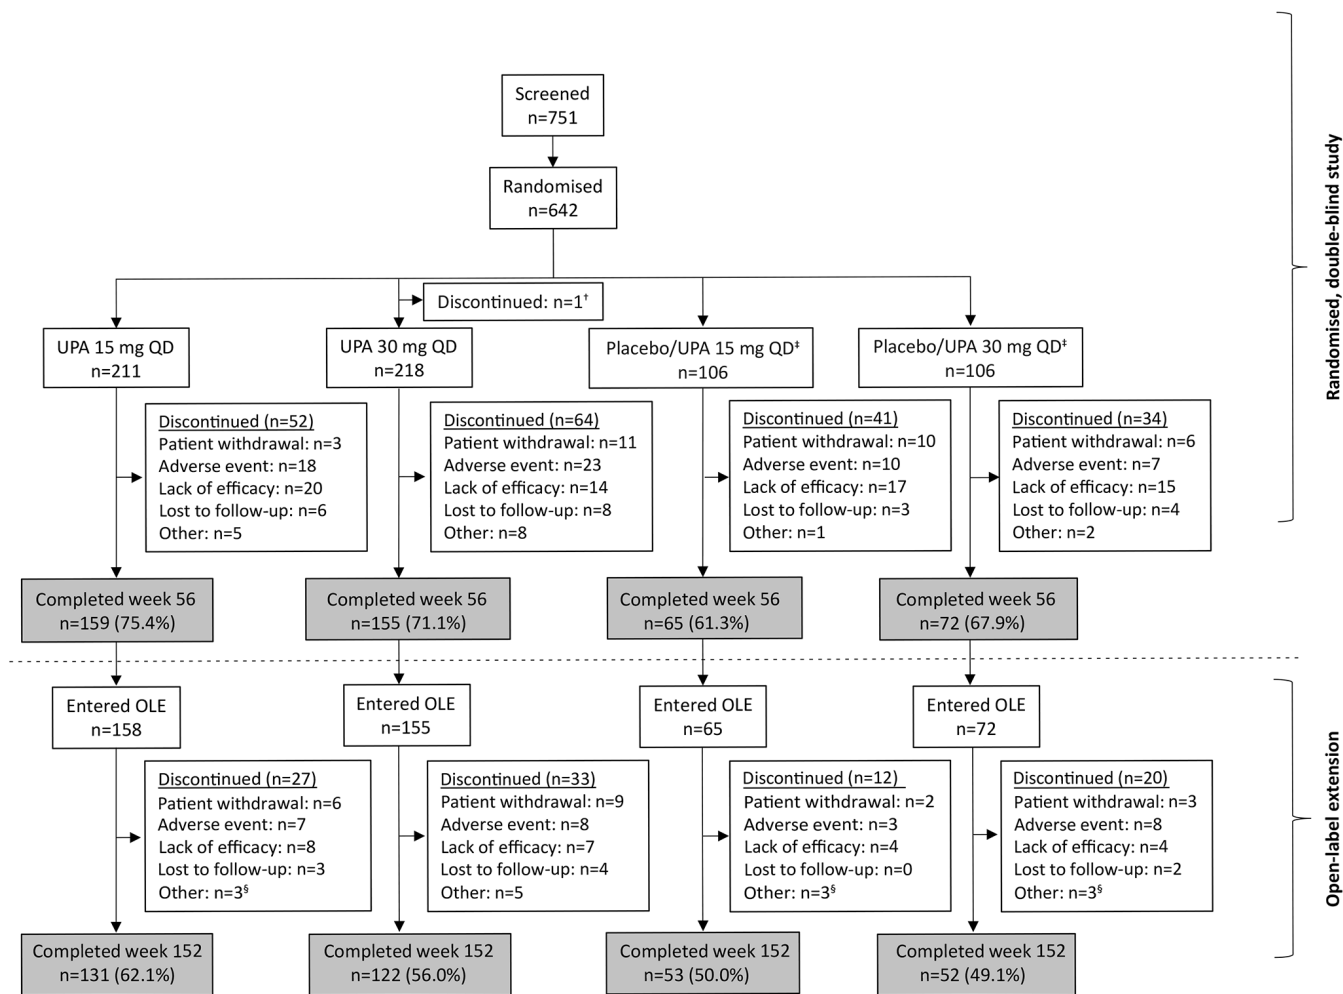 Screened
n=751
Randomised
n=642
Discontinued: n=1†
UPA 15 mg QD
n=211
UPA 30 mg QD
n=218
Placebo/UPA 15 mg QD‡
n=106
Placebo/UPA 30 mg QD‡
n=106
Discontinued (n=52)
Patient withdrawal: n=3
Adverse event: n=18
Lack of efficacy: n=20
Lost to follow-up: n=6
Other: n=5
Discontinued (n=64)
Patient withdrawal: n=11
Adverse event: n=23
Lack of efficacy: n=14
Lost to follow-up: n=8
Other: n=8
Discontinued (n=41)
Patient withdrawal: n=10
Adverse event: n=10
Lack of efficacy: n=17
Lost to follow-up: n=3
Other: n=1
Discontinued (n=34)
Patient withdrawal: n=6
Adverse event: n=7
Lack of efficacy: n=15
Lost to follow-up: n=4
Other: n=2
Completed week 56
n=159 (75.4%)
Completed week 56
n=155 (71.1%)
Completed week 56
n=65 (61.3%)
Completed week 56
n=72 (67.9%)
Randomised, double-blind study
Entered OLE
n=158
Entered OLE
n=155
Entered OLE
n=65
Entered OLE
n=72
Discontinued (n=27)
Patient withdrawal: n=6
Adverse event: n=7
Lack of efficacy: n=8
Lost to follow-up: n=3
Other: n=3§
Discontinued (n=33)
Patient withdrawal: n=9
Adverse event: n=8
Lack of efficacy: n=7
Lost to follow-up: n=4
Other: n=5
Discontinued (n=12)
Patient withdrawal: n=2
Adverse event: n=3
Lack of efficacy: n=4
Lost to follow-up: n=0
Other: n=3§
Discontinued (n=20)
Patient withdrawal: n=3
Adverse event: n=8
Lack of efficacy: n=4
Lost to follow-up: n=2
Other: n=3§
Completed week 152
n=131 (62.1%)
Completed week 152
n=122 (56.0%)
Completed week 152
n=53 (50.0%)
Completed week 152
n=52 (49.1%)
Open-label extension